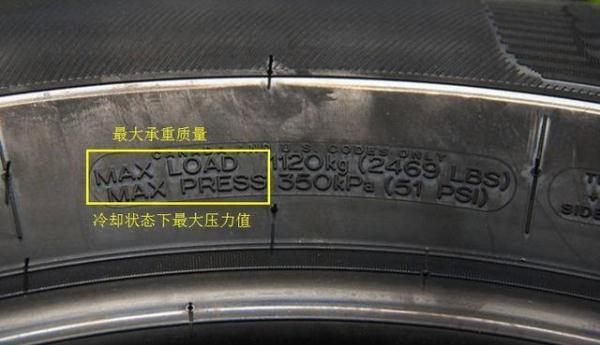 最大承重质量
CANADA AND U.S. CODES ONLY
MAX LOAD 1120kg (2469 LBS)
MAX PRESS 350kPa (51 PSI)
冷却状态下最大压力值
SIDE